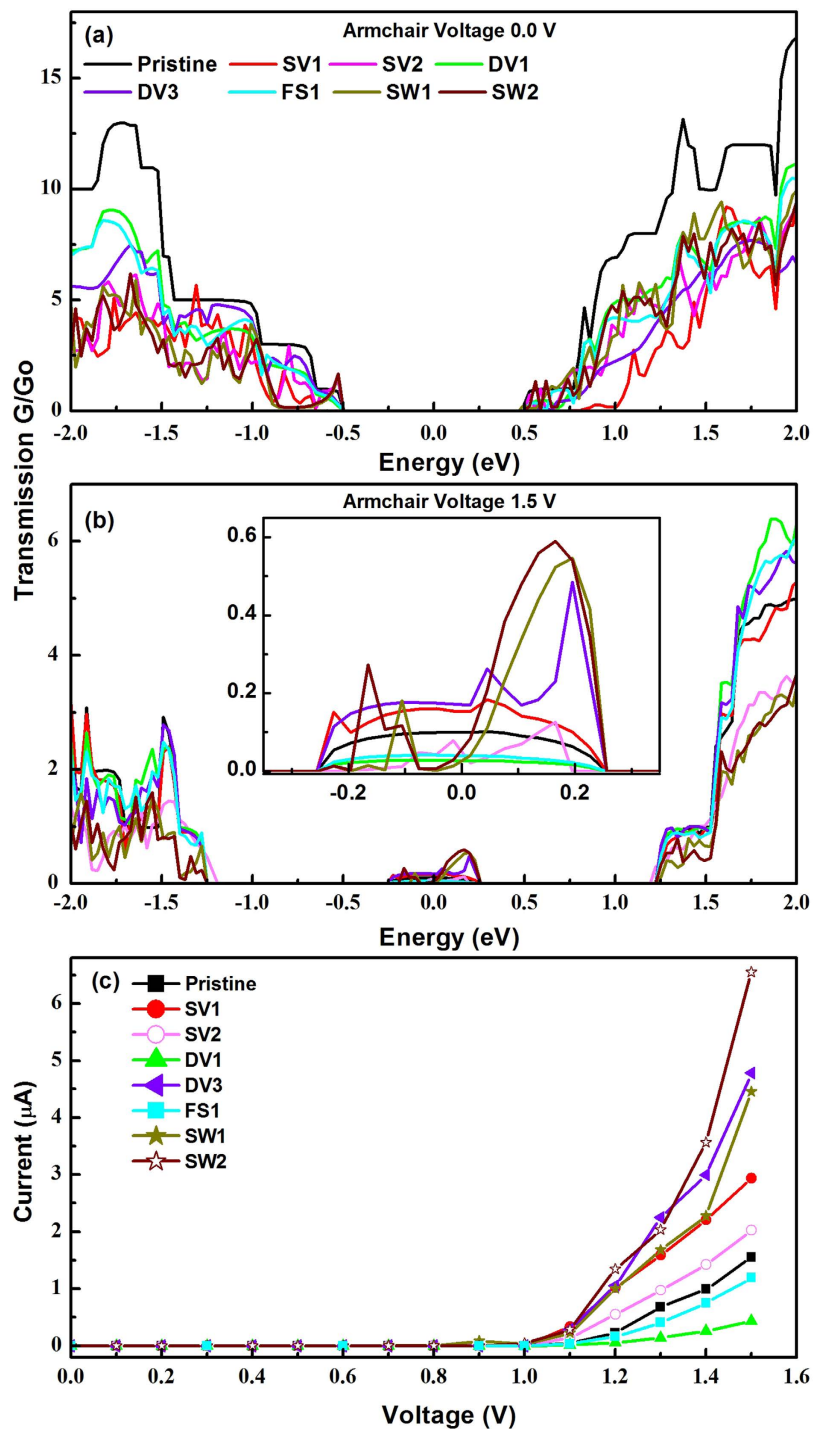 (a)
Armchair Voltage 0.0 V
Pristine SV1 SV2 DV1
DV3 FS1 SW1 SW2
15
10
5
0
-2.0 -1.5 -1.0 -0.5 0.0 0.5 1.0 1.5 2.0
Energy (eV)
Transmission G/Go
(b)
Armchair Voltage 1.5 V
6
4
2
0
0.6
0.4
0.2
0.0
-0.2 0.0 0.2
-2.0 -1.5 -1.0 -0.5 0.0 0.5 1.0 1.5 2.0
Energy (eV)
(c)
Pristine
SV1
SV2
DV1
DV3
FS1
SW1
SW2
6
5
4
3
2
1
0
Current (μA)
0.0 0.2 0.4 0.6 0.8 1.0 1.2 1.4 1.6
Voltage (V)